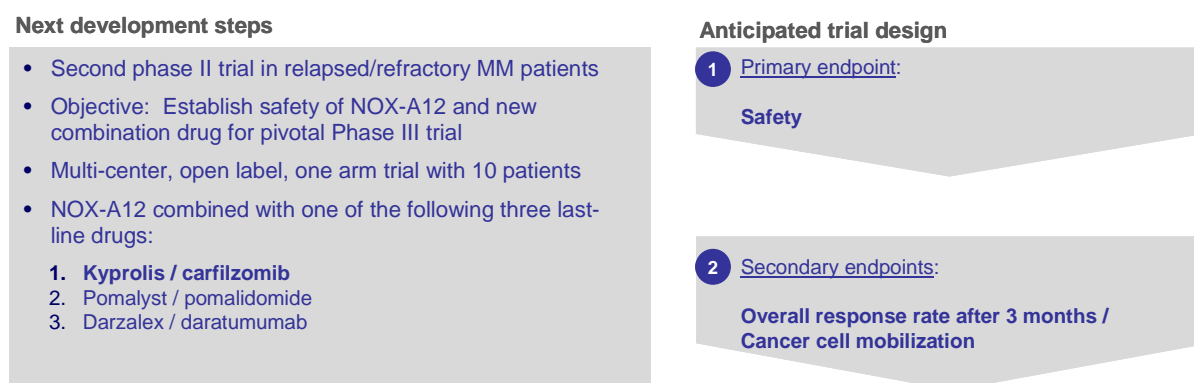 Next development steps
• Second phase II trial in relapsed/refractory MM patients
• Objective: Establish safety of NOX-A12 and new
combination drug for pivotal Phase III trial
• Multi-center, open label, one arm trial with 10 patients
• NOX-A12 combined with one of the following three last-
line drugs:
1. Kyprolis / carfilzomib
2. Pomalyst / pomalidomide
3. Darzalex / daratumumab
Anticipated trial design
1 Primary endpoint:
Safety
2 Secondary endpoints:
Overall response rate after 3 months /
Cancer cell mobilization